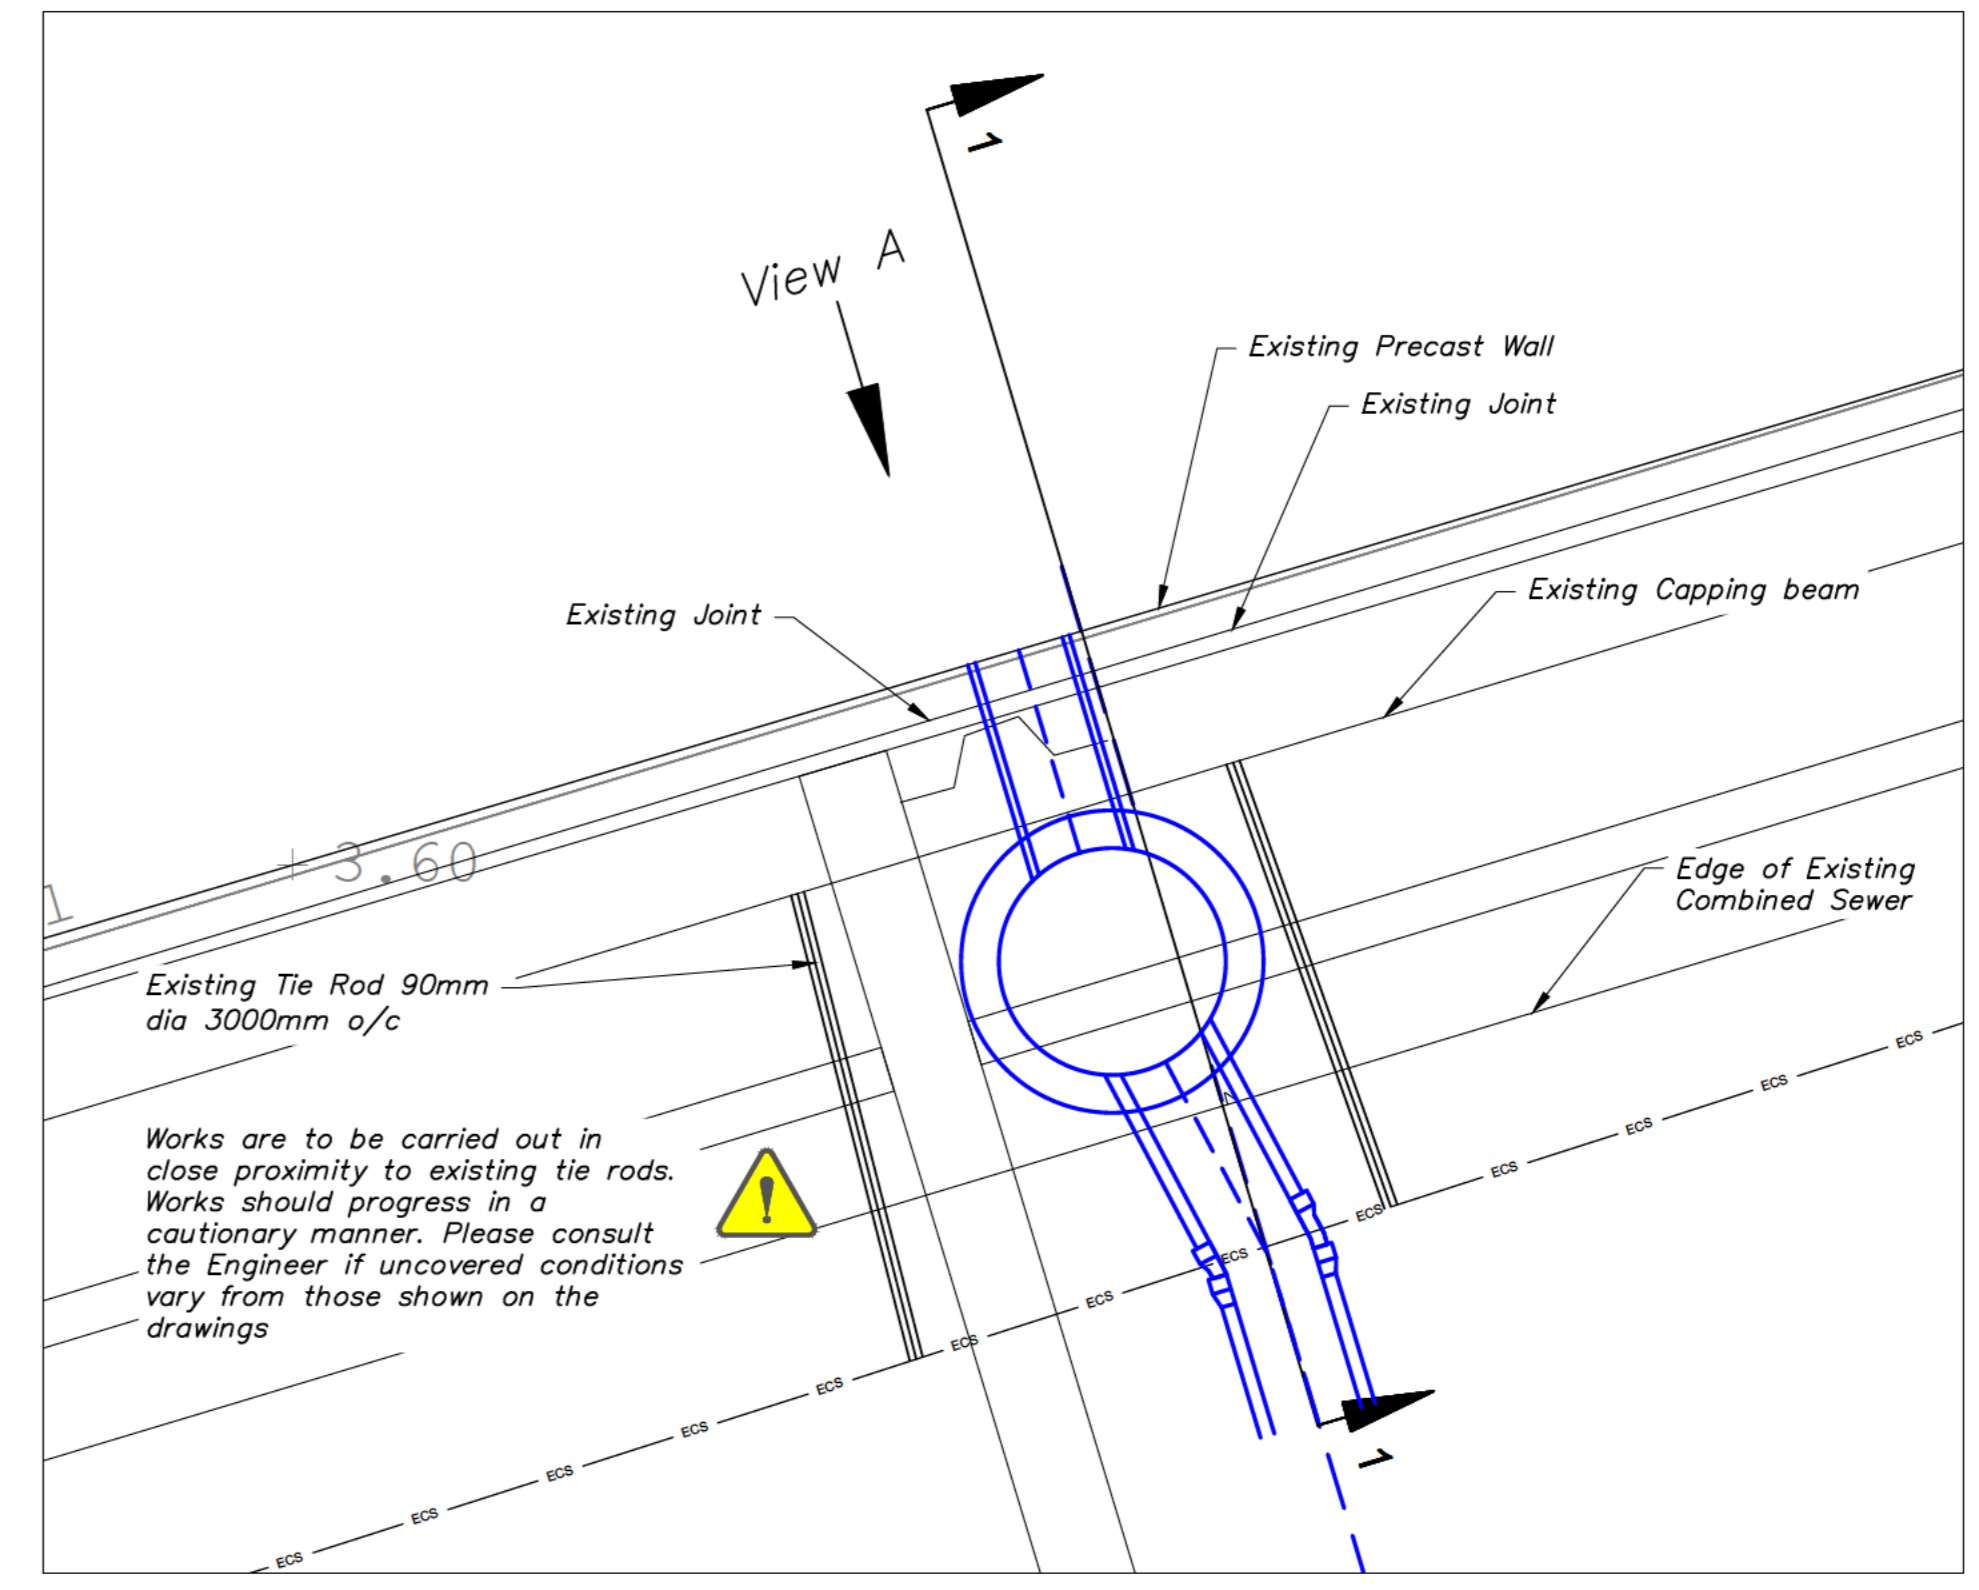 1
View A
Existing Precast Wall
Existing Joint
Existing Capping beam
Existing Joint
3.60
1
Edge of Existing
Combined Sewer
Existing Tie Rod 90mm
dia 3000mm o/c
Works are to be carried out in
close proximity to existing tie rods.
Works should progress in a
cautionary manner. Please consult
the Engineer if uncovered conditions
vary from those shown on the
drawings
ECS
ECS
ECS
ECS
ECS
ECS
ECS
ECS
ECS
ECS
ECS
ECS
ECS
1